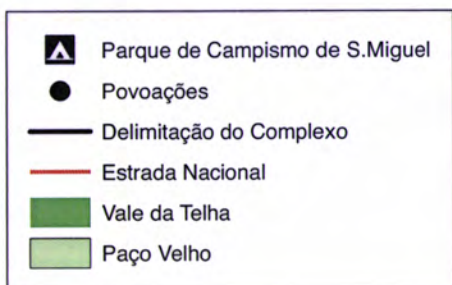 Parque de Campismo de S.Miguel
Povoações
Delimitação do Complexo
Estrada Nacional
Vale da Telha
Paço Velho